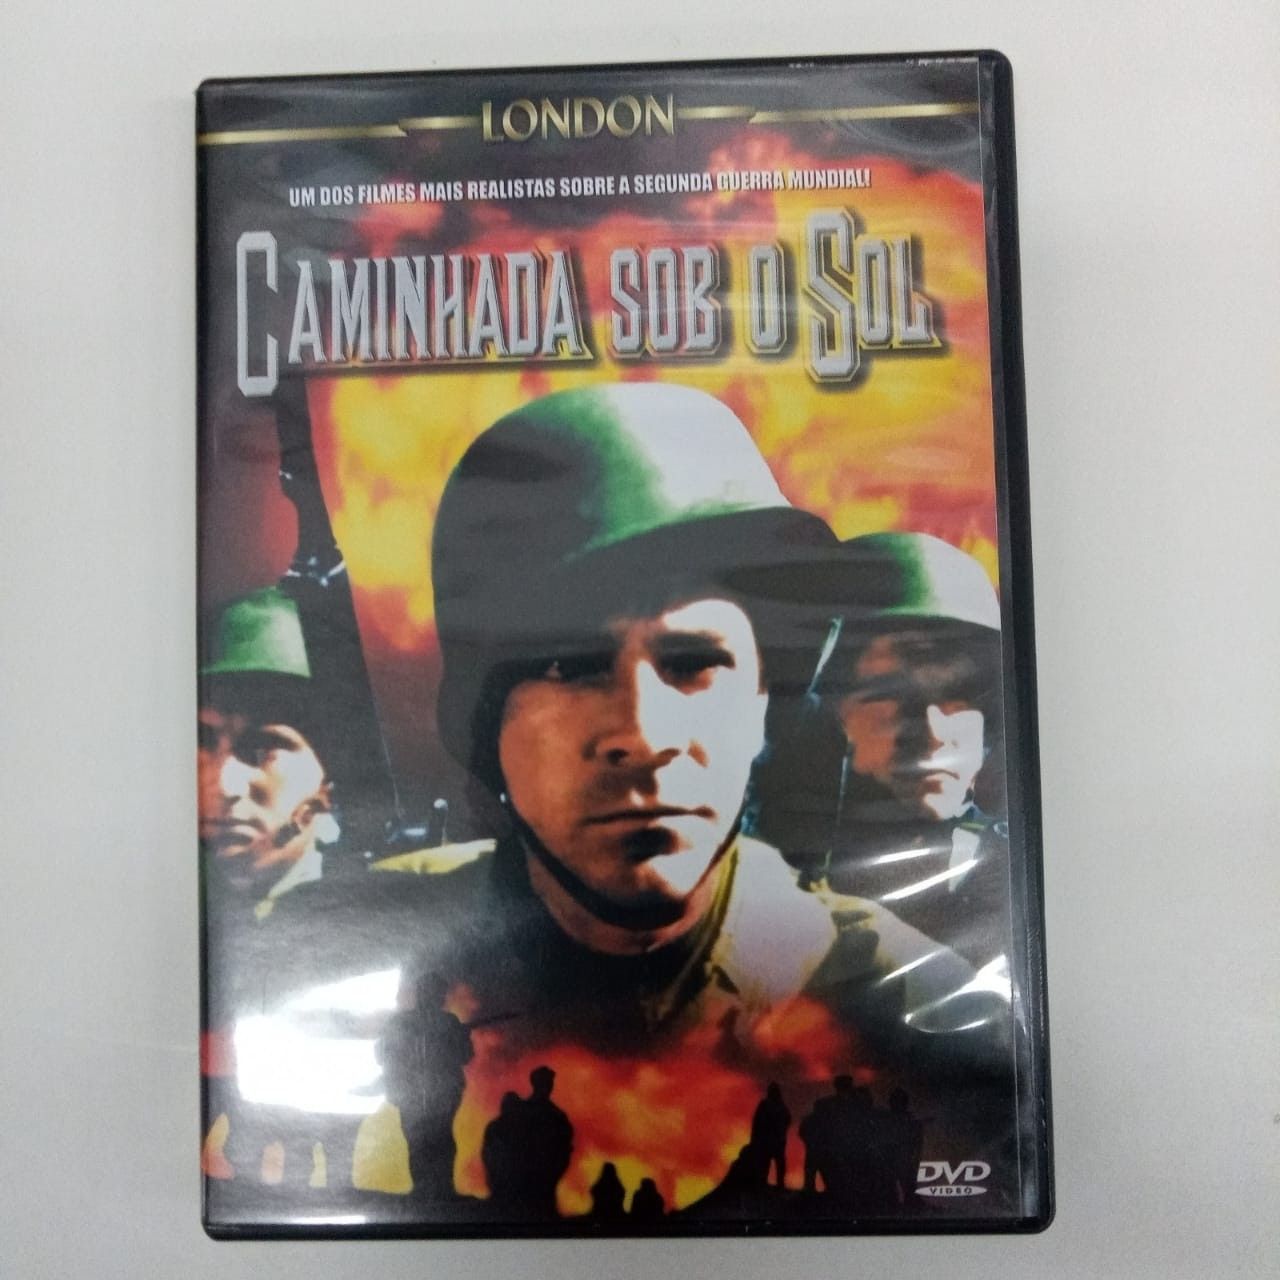 LONDON
UM DOS FILMES MAIS REALISTAS SOBRE A SEGUNDA GUERRA MUNDIAL!
CAMINHADA SOB O SOL
DVD
VIDEO